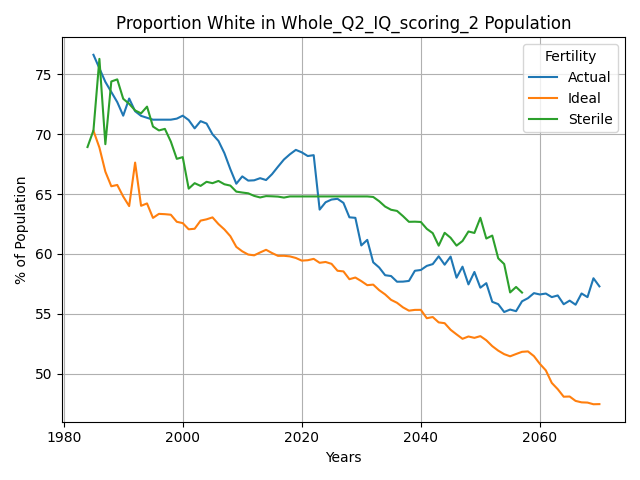 Proportion White in Whole_Q2_IQ_scoring_2 Population
Fertility
Actual
Ideal
Sterile
% of Population
75
70
65
60
55
50
1980
2000
2020
2040
2060
Years